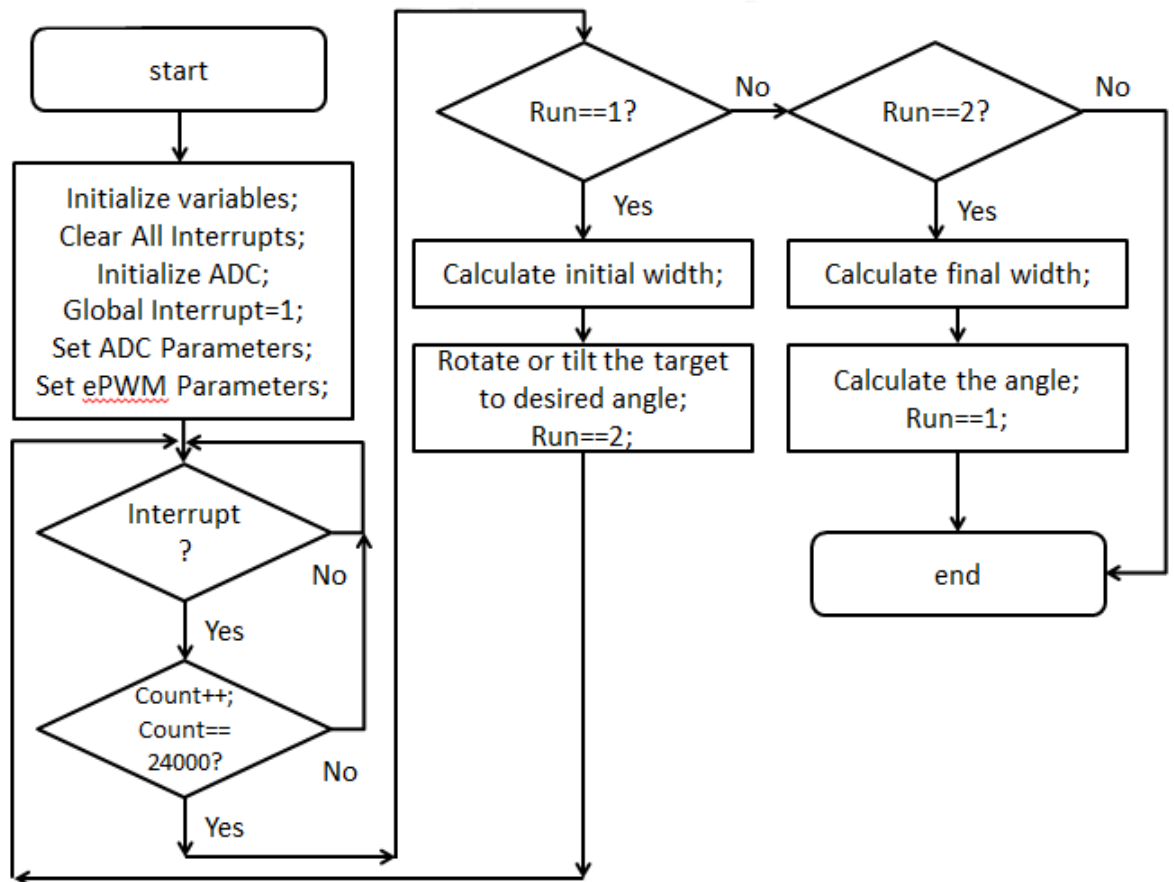 start
Initialize variables;
Clear All Interrupts;
Initialize ADC;
Global Interrupt=1;
Set ADC Parameters;
Set ePWM Parameters;
Interrupt
?
No
Yes
Count++;
Count==
24000?
No
Yes
Run==1?
No
Yes
Calculate initial width;
Rotate or tilt the target
to desired angle;
Run==2;
Run==2?
No
Yes
Calculate final width;
Calculate the angle;
Run==1;
end